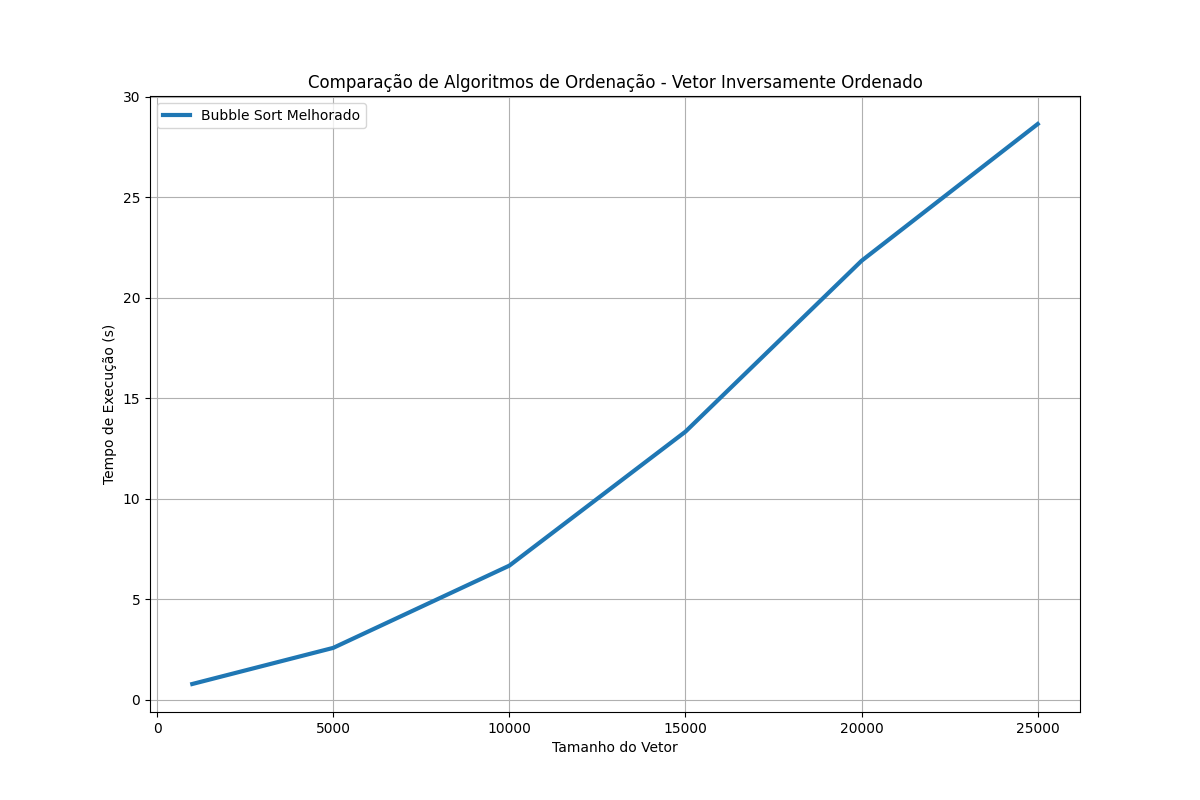 Comparação de Algoritmos de Ordenação - Vetor Inversamente Ordenado
Bubble Sort Melhorado
30
25
20
15
10
5
0
Tempo de Execução (s)
0 5000 10000 15000 20000 25000
Tamanho do Vetor